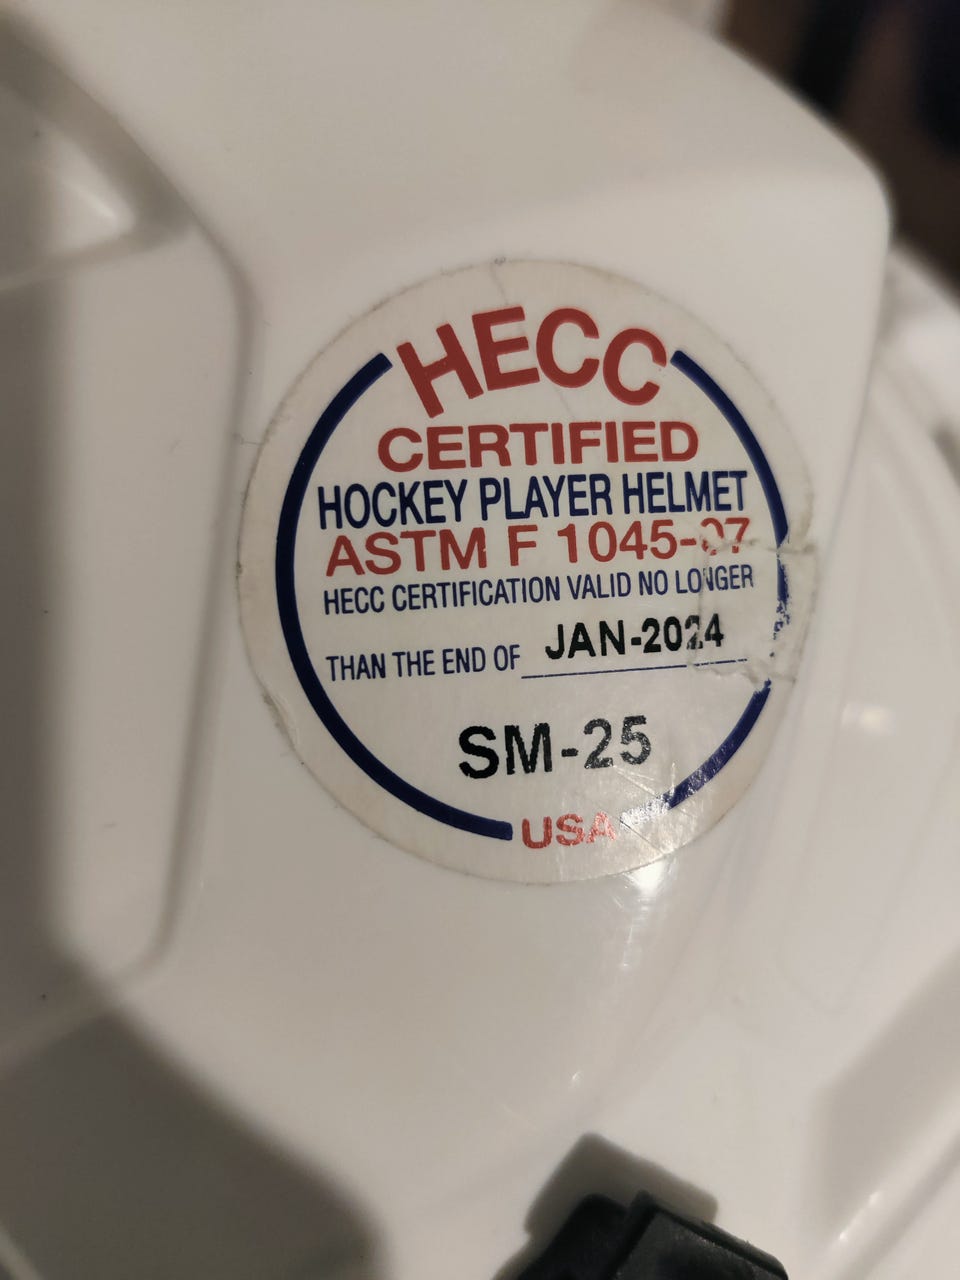 HECC
CERTIFIED
HOCKEY PLAYER HELMET
ASTM F 1045-07
HECC CERTIFICATION VALID NO LONGER
THAN THE END OF JAN-2024
SM-25
USA